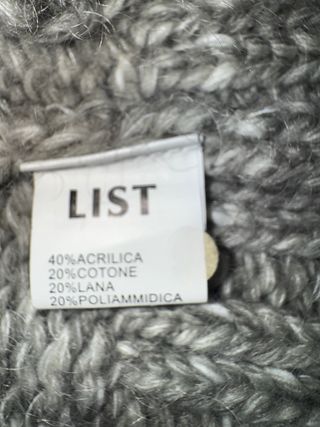 LIST
40%ACRILICA
20%COTONE
20%LANA
20%POLIAMMIDICA